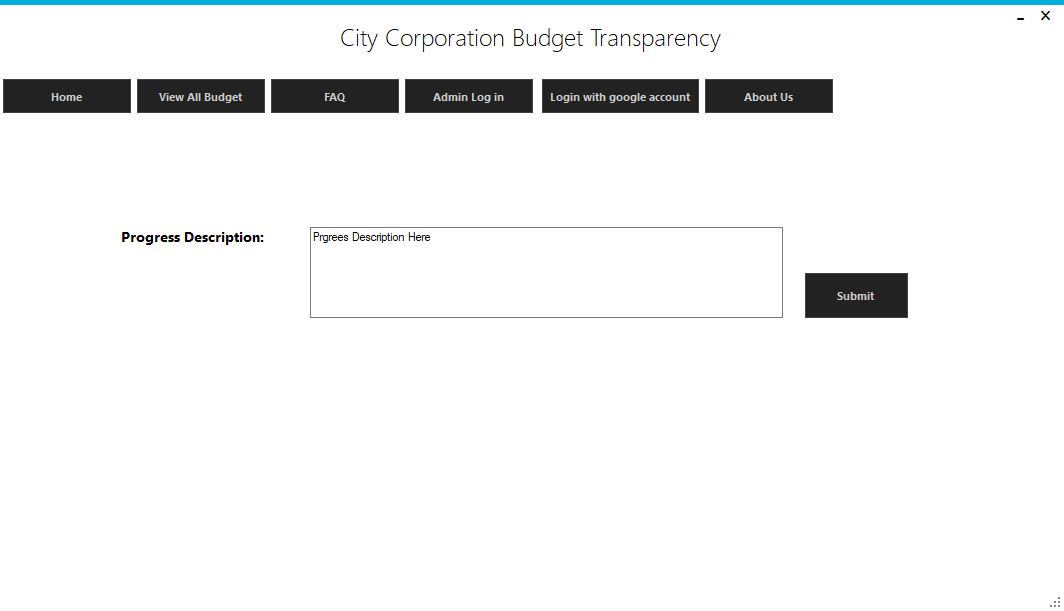 City Corporation Budget Transparency
Home
View All Budget
FAQ
Admin Log in
Login with google account
About Us
Progress Description:
Prgrees Description Here
Submit